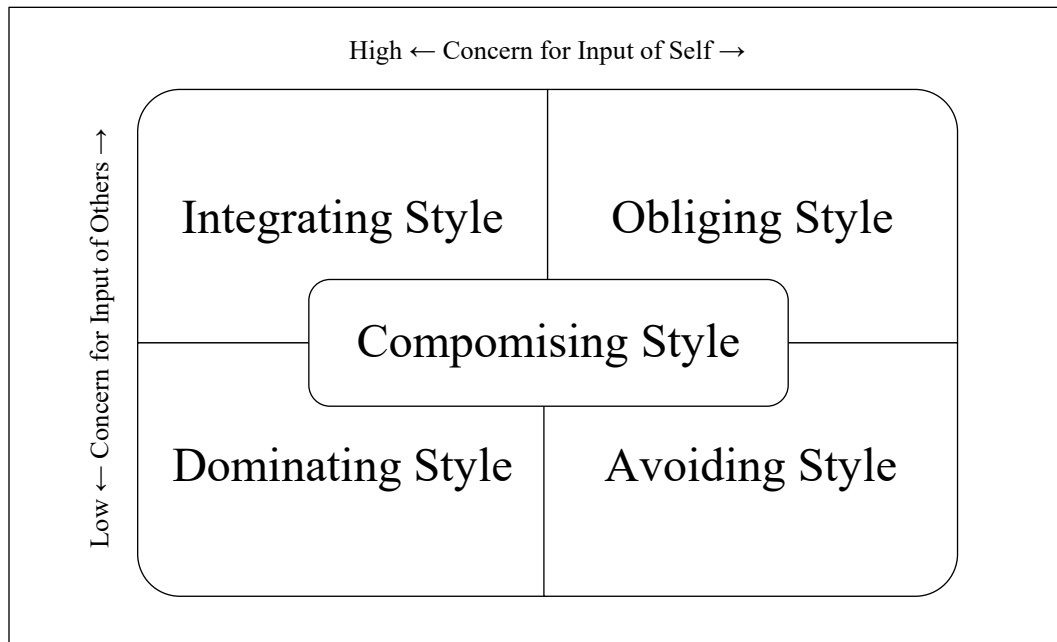 High ← Concern for Input of Self →
Low ← Concern for Input of Others →
Integrating Style
Obliging Style
Compomising Style
Dominating Style
Avoiding Style